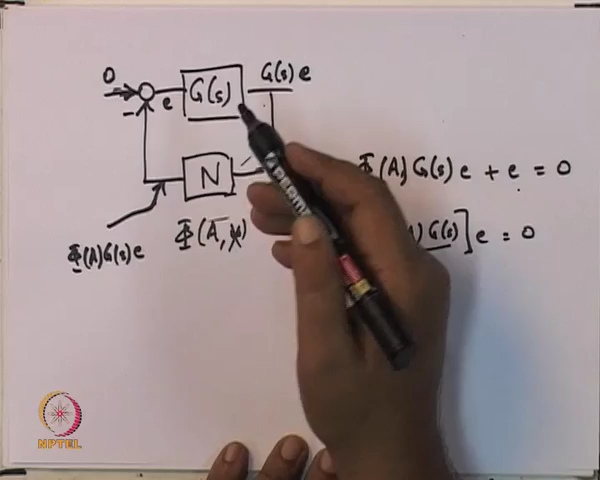 0
G(s) e
-
e
G(s)
N
Φ(A) G(s) e + e = 0
Φ(A)G(s)e
Φ(A, ω)
) G(s)] e = 0
NPTEL